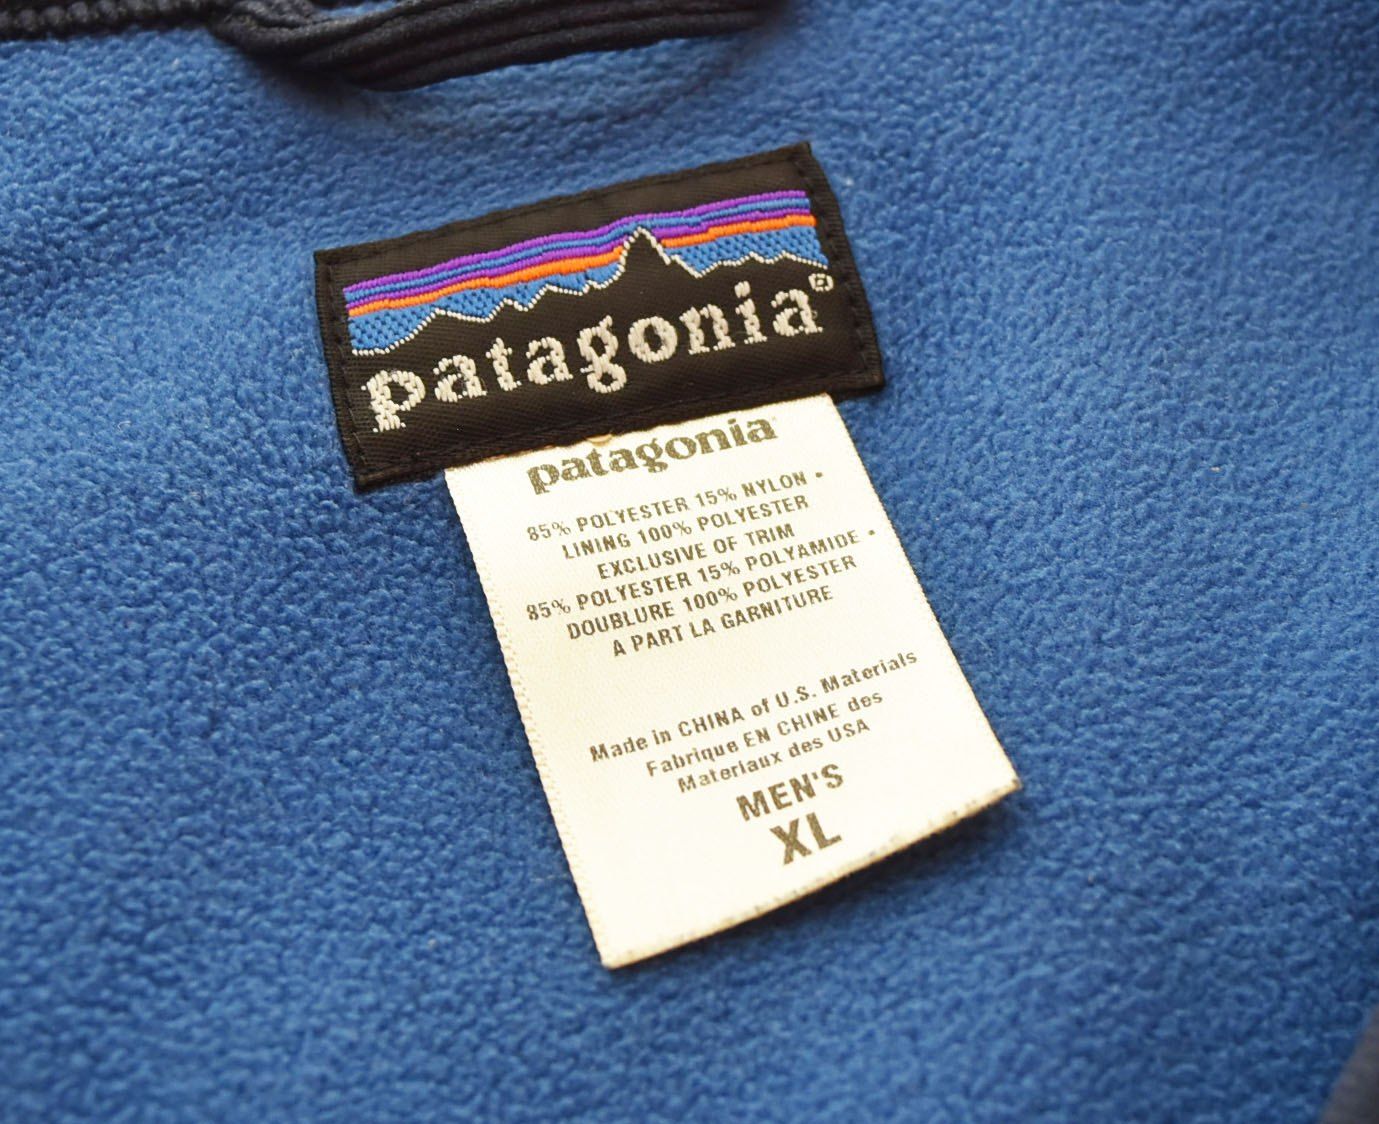 patagonia®
patagonia
85% POLYESTER 15% NYLON •
LINING 100% POLYESTER
EXCLUSIVE OF TRIM
85% POLYESTER 15% POLYAMIDE •
DOUBLURE 100% POLYESTER
A PART LA GARNITURE
Made in CHINA of U.S. Materials
Fabrique EN CHINE des
Materiaux des USA
MEN'S
XL